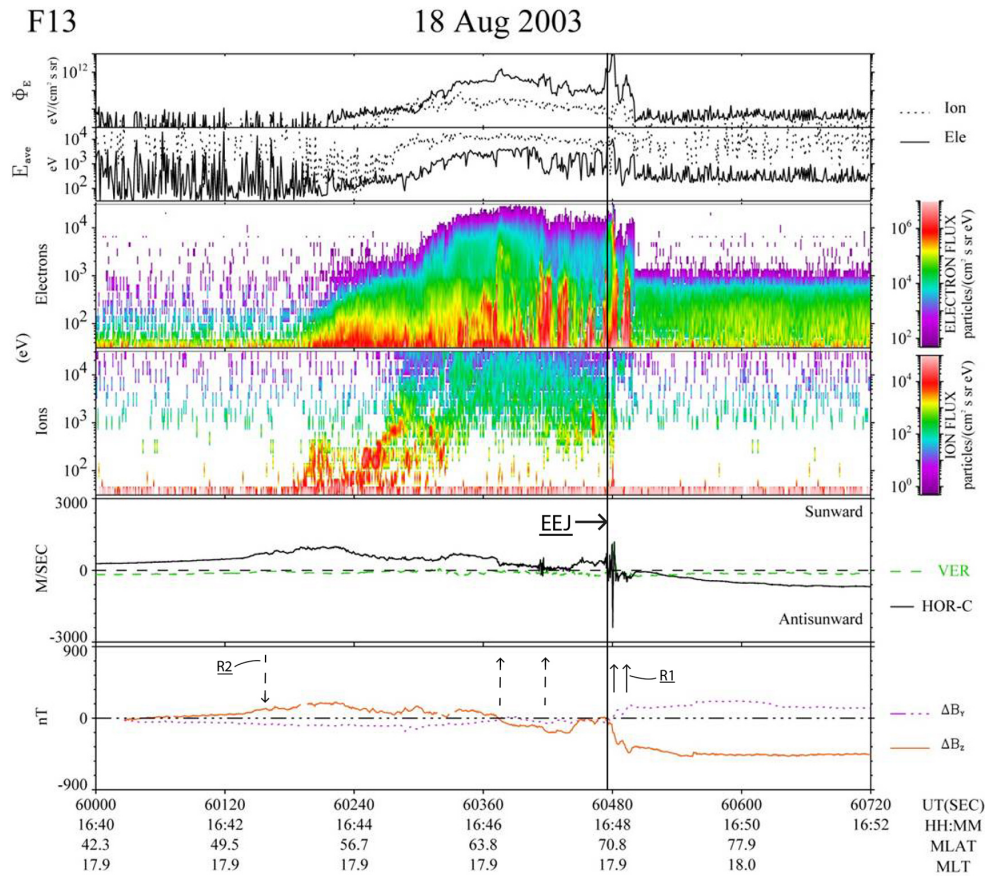 F13 18 Aug 2003
Φ_E
eV/(cm² s sr)
10¹²
Ion
Ele
E_ave
eV
10⁴
10³
10²
Electrons
10⁴
10³
10²
10⁶
10⁴
10²
ELECTRON FLUX
particles/(cm² s sr eV)
(eV)
Ions
10⁴
10³
10²
10⁴
10²
10⁰
ION FLUX
particles/(cm² s sr eV)
M/SEC
3000
0
-3000
Sunward
EEJ
Antisunward
VER
HOR-C
nT
900
0
-900
R2
R1
ΔB_Y
ΔB_Z
60000 60120 60240 60360 60480 60600 60720 UT(SEC)
16:40 16:42 16:44 16:46 16:48 16:50 16:52 HH:MM
42.3 49.5 56.7 63.8 70.8 77.9 MLAT
17.9 17.9 17.9 17.9 17.9 18.0 MLT